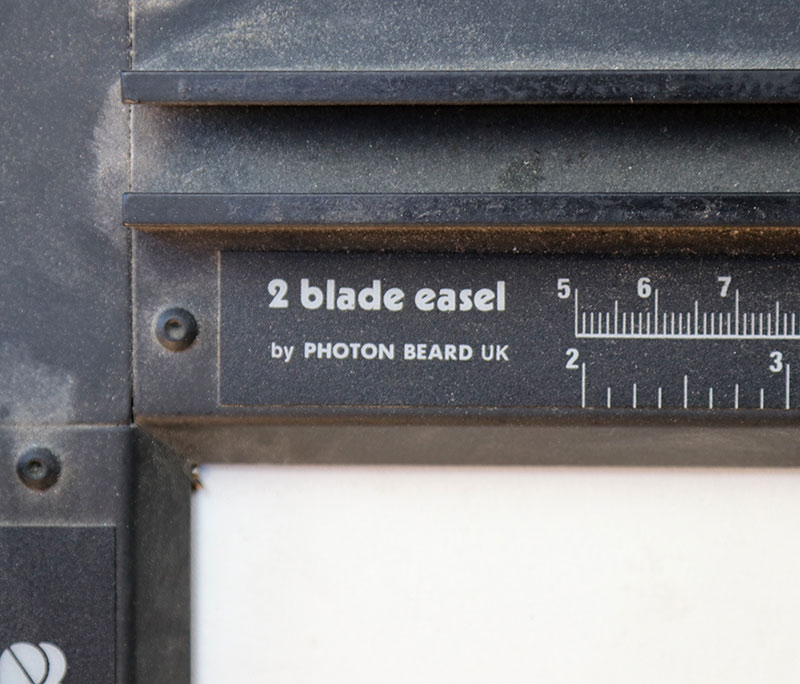 2 blade easel
by PHOTON BEARD UK
5 6 7
2 3